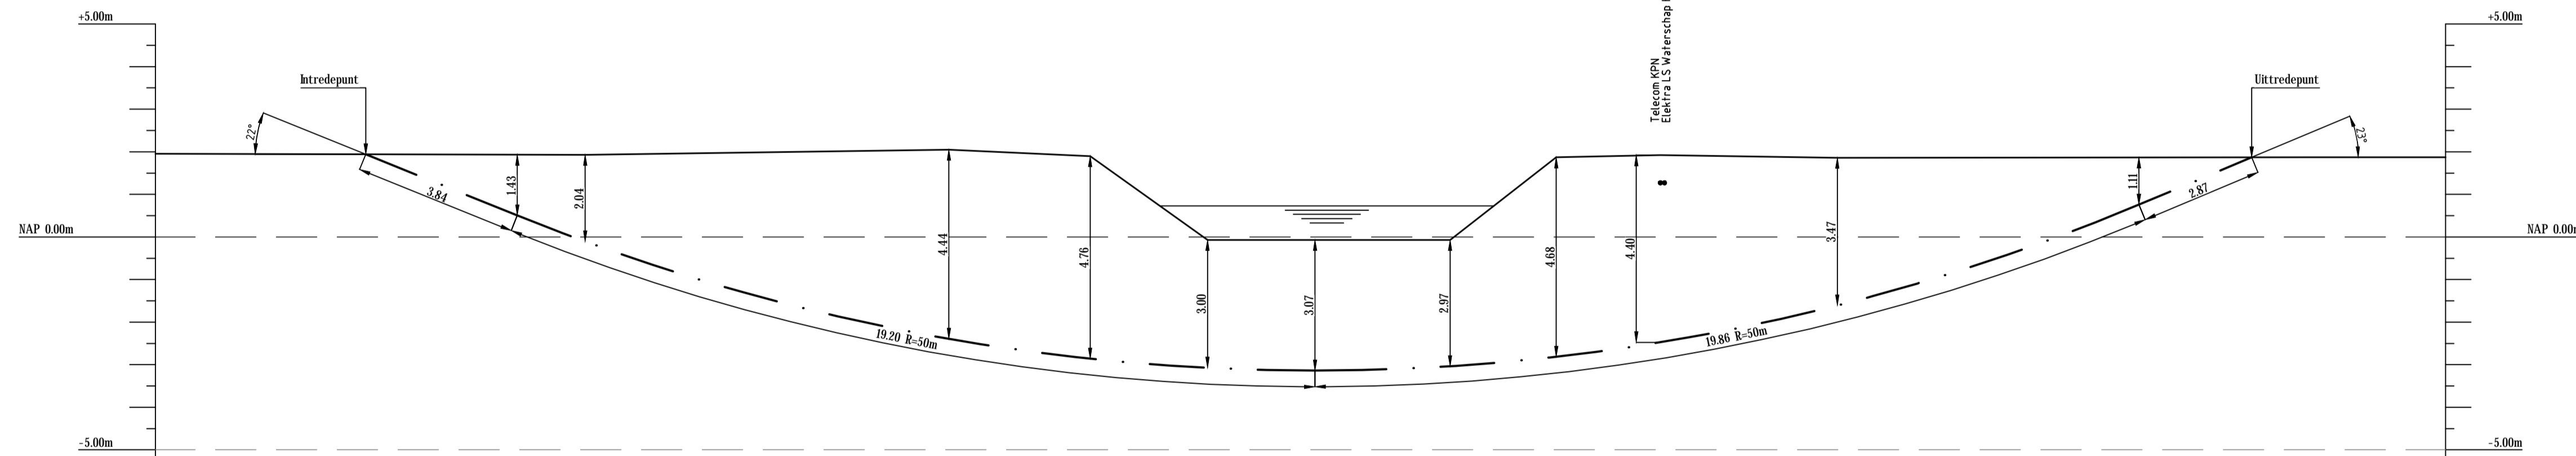 +5.00m
+5.00m
Telecom KPN
Elektra LS Waterschap
Intredepunt
Uittredepunt
22°
23°
3.84
1.43
2.04
4.44
4.76
3.00
3.07
2.97
4.68
4.40
3.47
1.11
2.87
NAP 0.00m
NAP 0.00
19.20 R=50m
19.86 R=50m
-5.00m
-5.00m